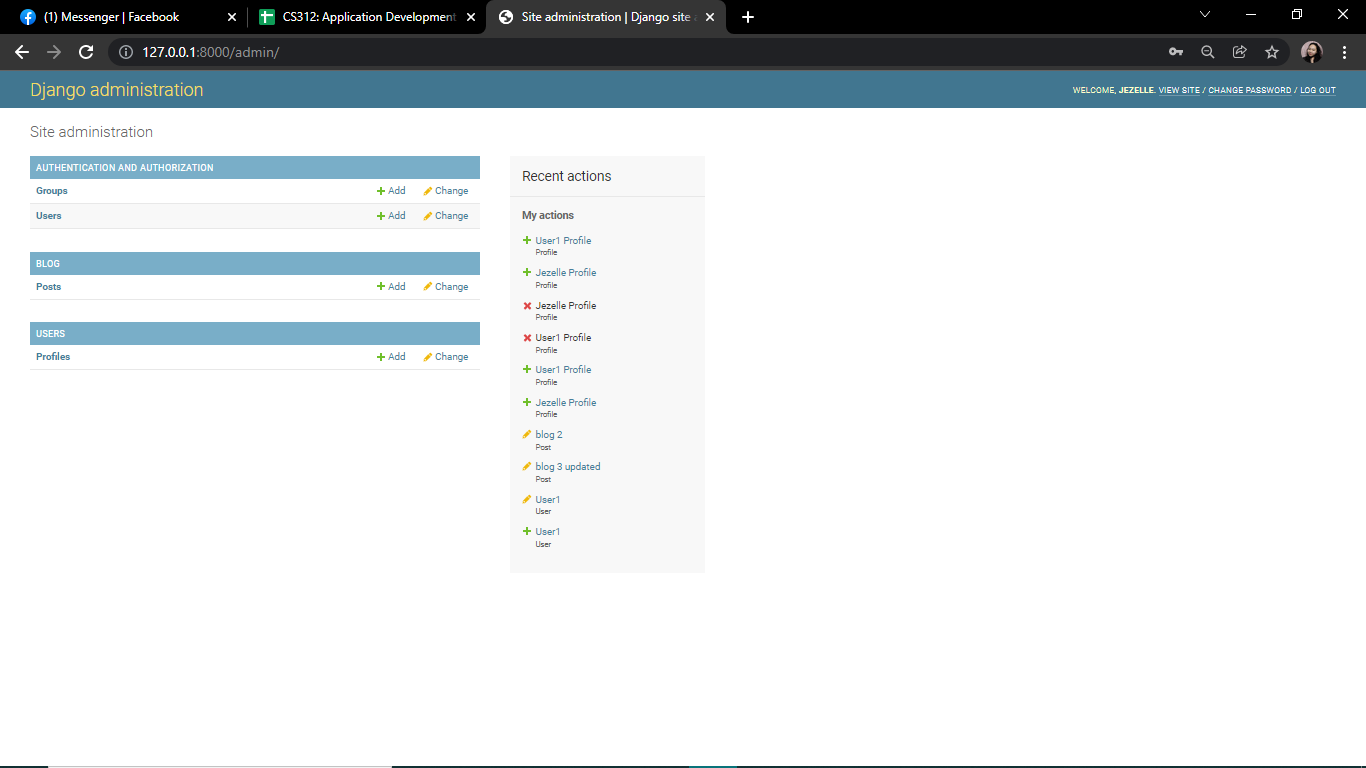 (1) Messenger | Facebook
CS312: Application Development
Site administration | Django site a
127.0.0.1:8000/admin/
Django administration
WELCOME, JEZELLE. VIEW SITE / CHANGE PASSWORD / LOG OUT
Site administration
AUTHENTICATION AND AUTHORIZATION
Groups Add Change
Users Add Change
BLOG
Posts Add Change
USERS
Profiles Add Change
Recent actions
My actions
User1 Profile
Profile
Jezelle Profile
Profile
Jezelle Profile
Profile
User1 Profile
Profile
User1 Profile
Profile
Jezelle Profile
Profile
blog 2
Post
blog 3 updated
Post
User1
User
User1
User